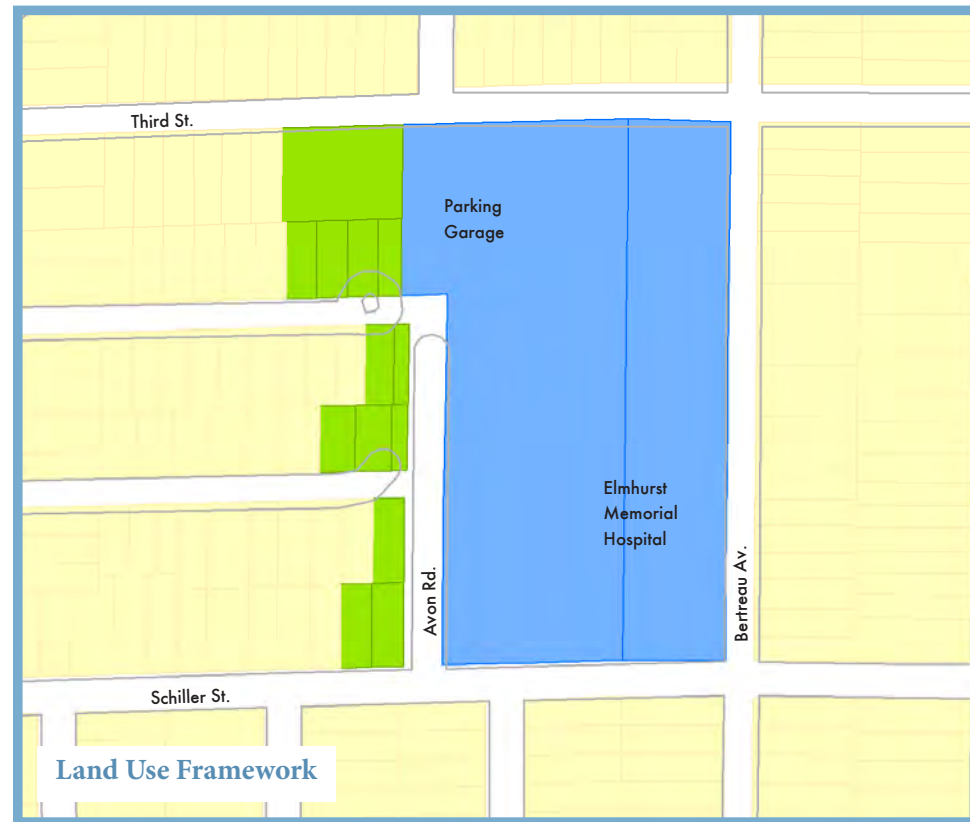 Third St.
Parking
Garage
Elmhurst
Memorial
Hospital
Avon Rd.
Bertreau Av.
Schiller St.
Land Use Framework